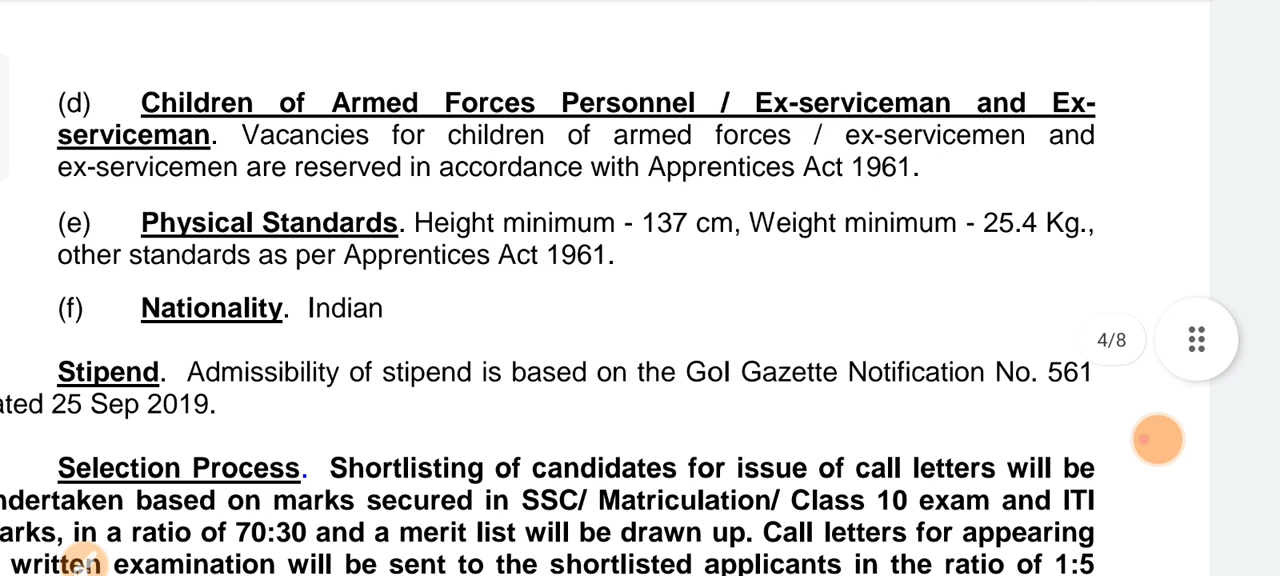 (d) Children of Armed Forces Personnel / Ex-serviceman and Ex-
serviceman. Vacancies for children of armed forces / ex-servicemen and
ex-servicemen are reserved in accordance with Apprentices Act 1961.
(e) Physical Standards. Height minimum - 137 cm, Weight minimum - 25.4 Kg.,
other standards as per Apprentices Act 1961.
(f) Nationality. Indian
4/8
Stipend. Admissibility of stipend is based on the GoI Gazette Notification No. 561
ated 25 Sep 2019.
Selection Process. Shortlisting of candidates for issue of call letters will be
ndertaken based on marks secured in SSC/ Matriculation/ Class 10 exam and ITI
arks, in a ratio of 70:30 and a merit list will be drawn up. Call letters for appearing
written examination will be sent to the shortlisted applicants in the ratio of 1:5